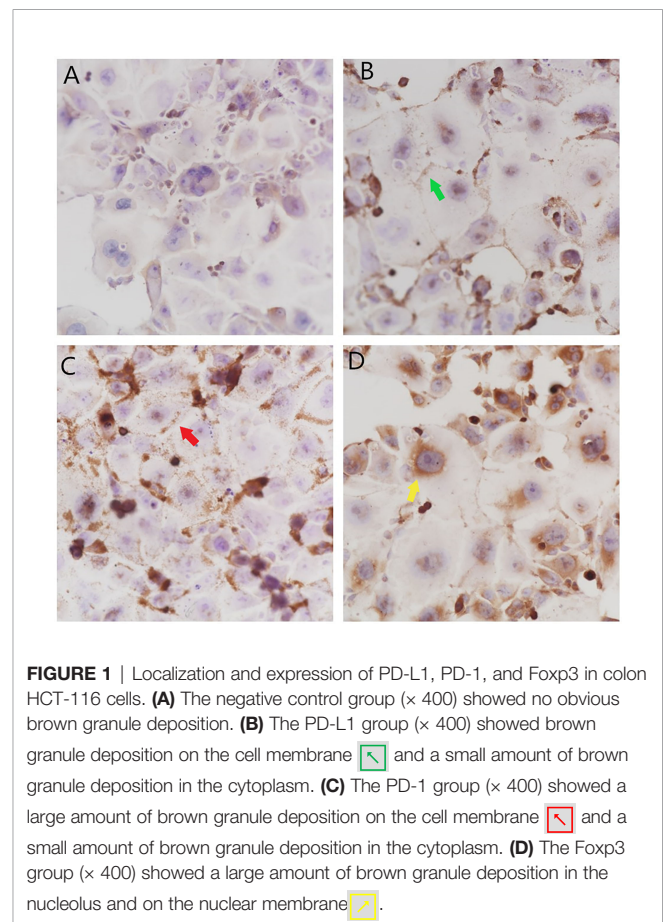 A
B
C
D
FIGURE 1 | Localization and expression of PD-L1, PD-1, and Foxp3 in colon
HCT-116 cells. (A) The negative control group (× 400) showed no obvious
brown granule deposition. (B) The PD-L1 group (× 400) showed brown
granule deposition on the cell membrane and a small amount of brown
granule deposition in the cytoplasm. (C) The PD-1 group (× 400) showed a
large amount of brown granule deposition on the cell membrane and a
small amount of brown granule deposition in the cytoplasm. (D) The Foxp3
group (× 400) showed a large amount of brown granule deposition in the
nucleolus and on the nuclear membrane.